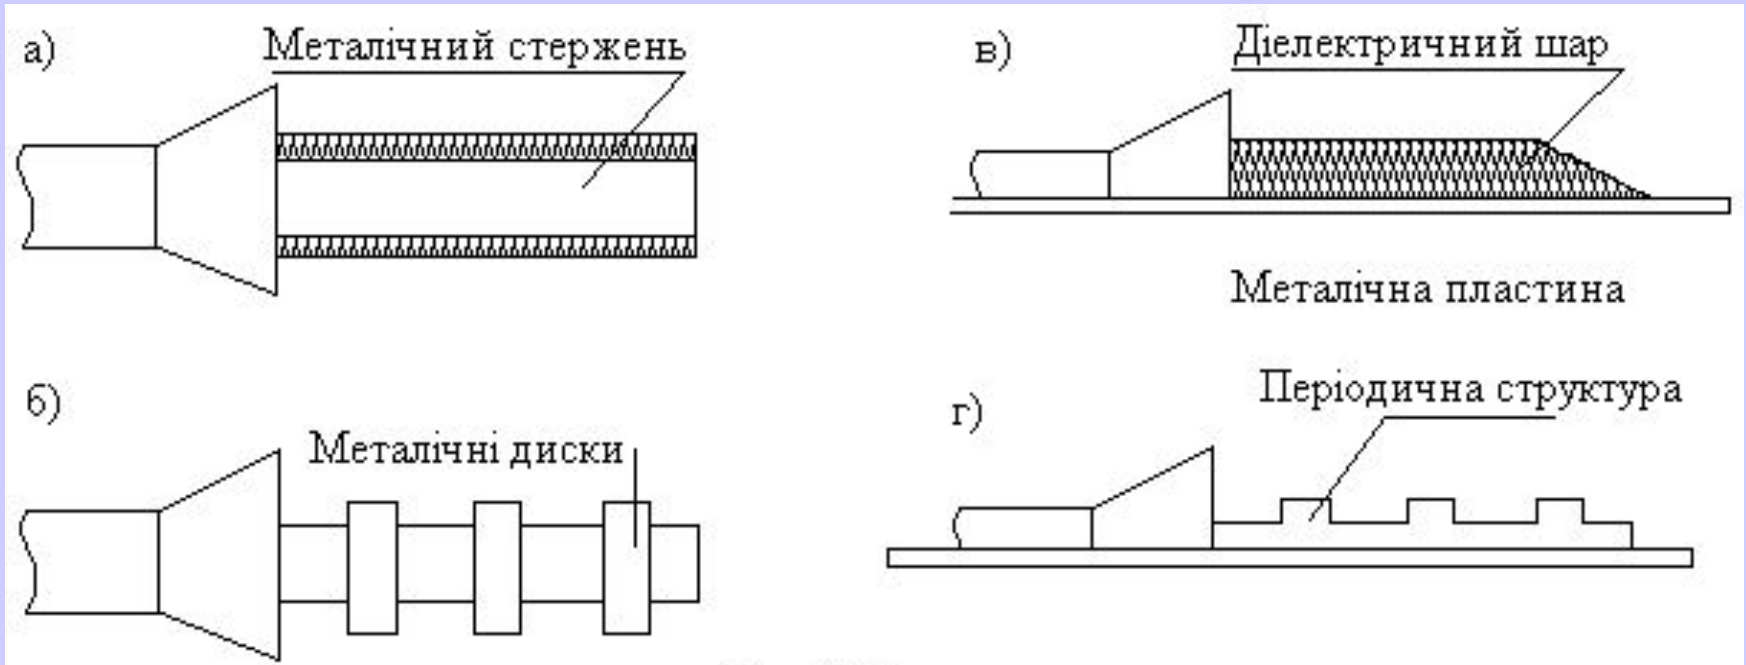 а)
Металічний стержень
в)
Діелектричний шар
Металічна пластина
б)
Металічні диски
г)
Періодична структура